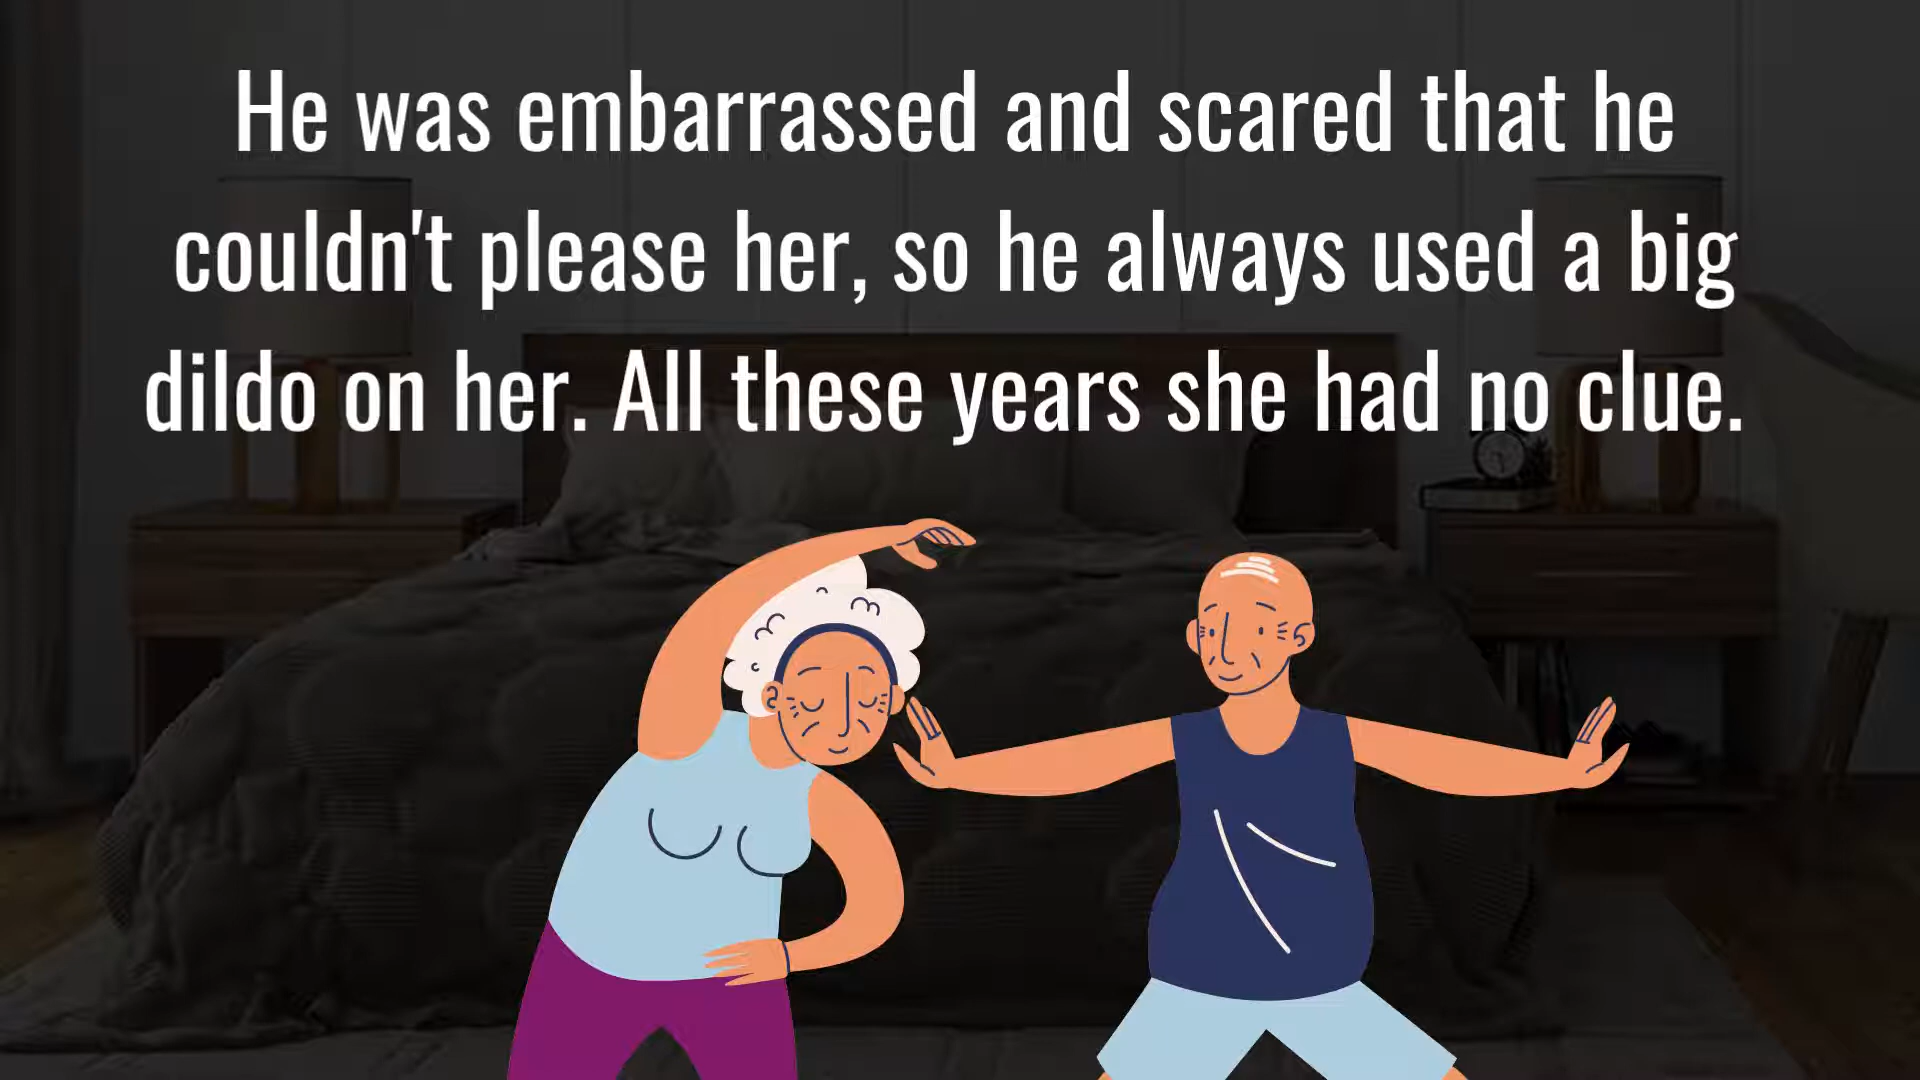 He was embarrassed and scared that he
couldn't please her, so he always used a big
dildo on her. All these years she had no clue.